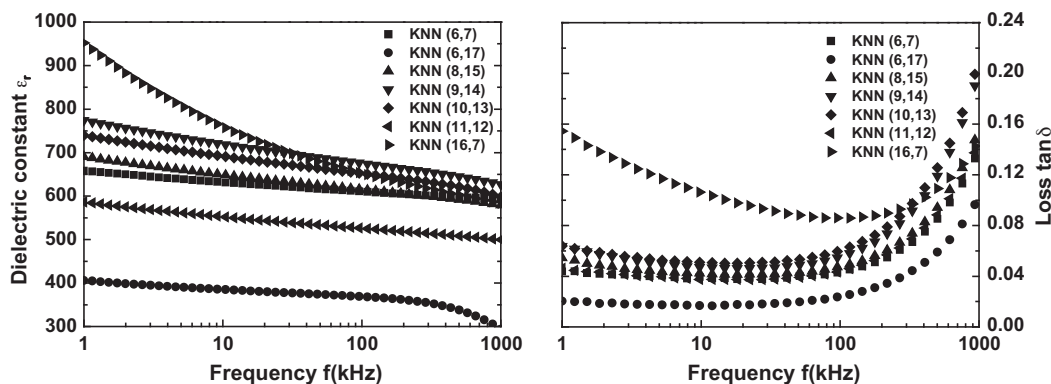 1000
900
800
700
600
500
400
300
Dielectric constant εr
1
10
100
1000
Frequency f(kHz)
KNN (6,7)
KNN (6,17)
KNN (8,15)
KNN (9,14)
KNN (10,13)
KNN (11,12)
KNN (16,7)
KNN (6,7)
KNN (6,17)
KNN (8,15)
KNN (9,14)
KNN (10,13)
KNN (11,12)
KNN (16,7)
1
10
100
1000
Frequency f(kHz)
0.24
0.20
0.16
0.12
0.08
0.04
0.00
Loss tanδ